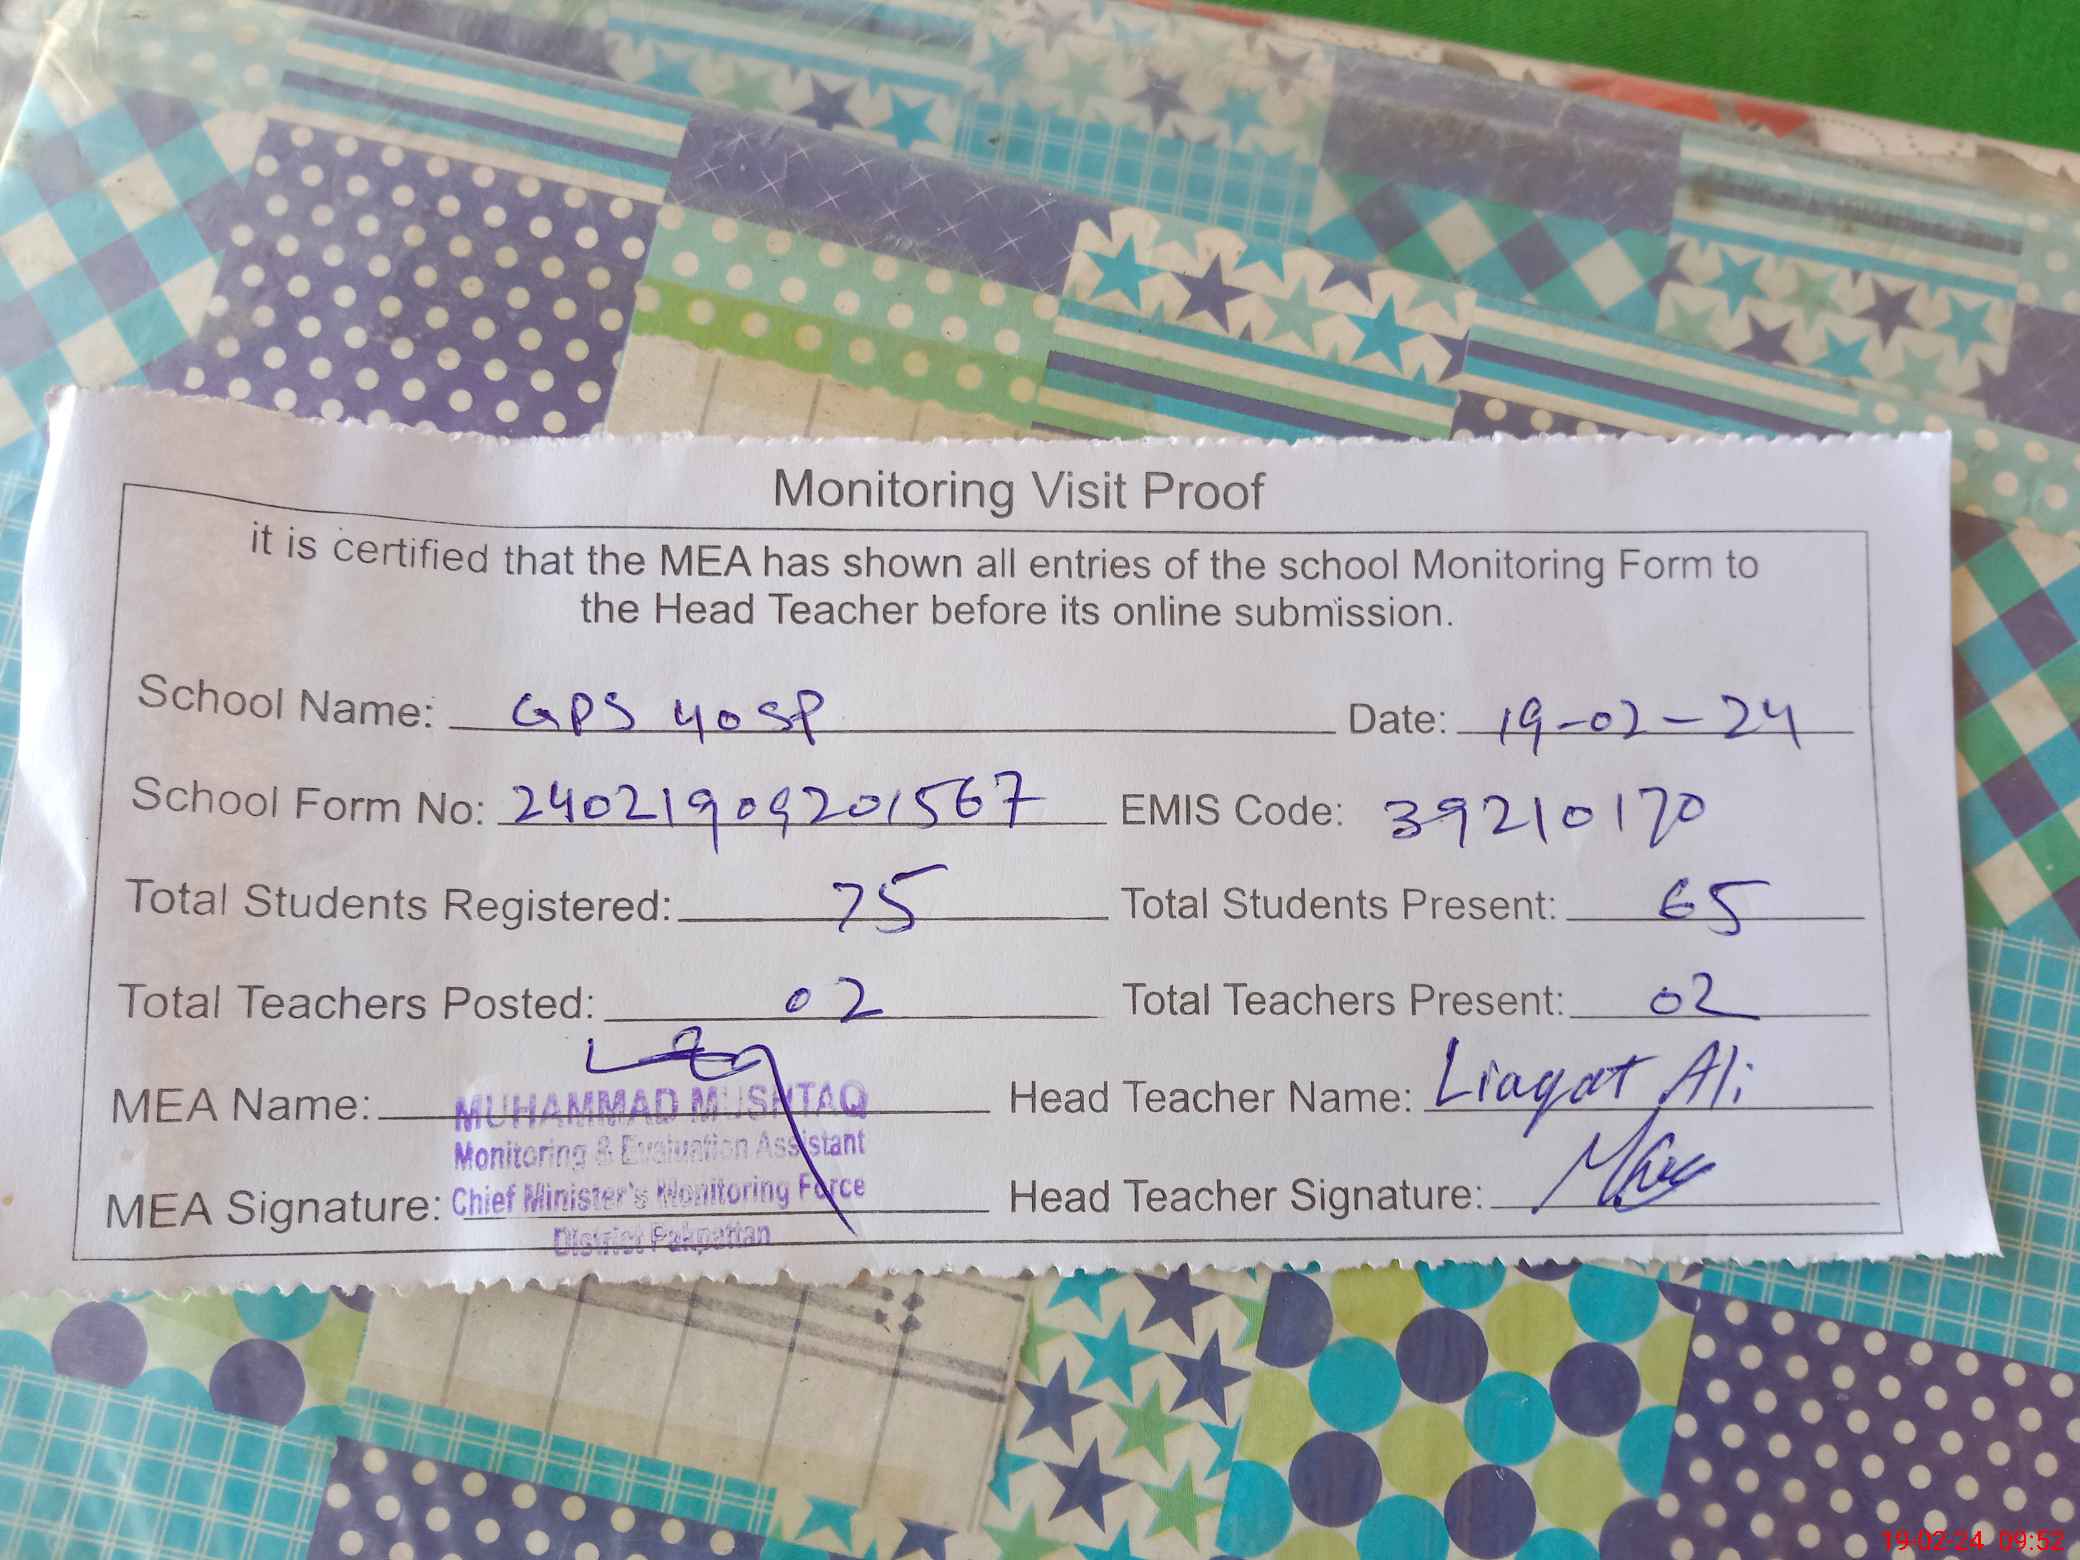 Monitoring Visit Proof
it is certified that the MEA has shown all entries of the school Monitoring Form to
the Head Teacher before its online submission.
School Name: GPS 40SP Date: 19-02-24
School Form No: 24021909201567 EMIS Code: 39210170
Total Students Registered: 75 Total Students Present: 65
Total Teachers Posted: 02 Total Teachers Present: 02
MEA Name: MUHAMMAD MUSHTAQ Head Teacher Name: Liaqat Ali
Monitoring & Evaluation Assistant
MEA Signature: Chief Minister's Monitoring Force Head Teacher Signature:
District Pakpattan
19-02-24 09:52